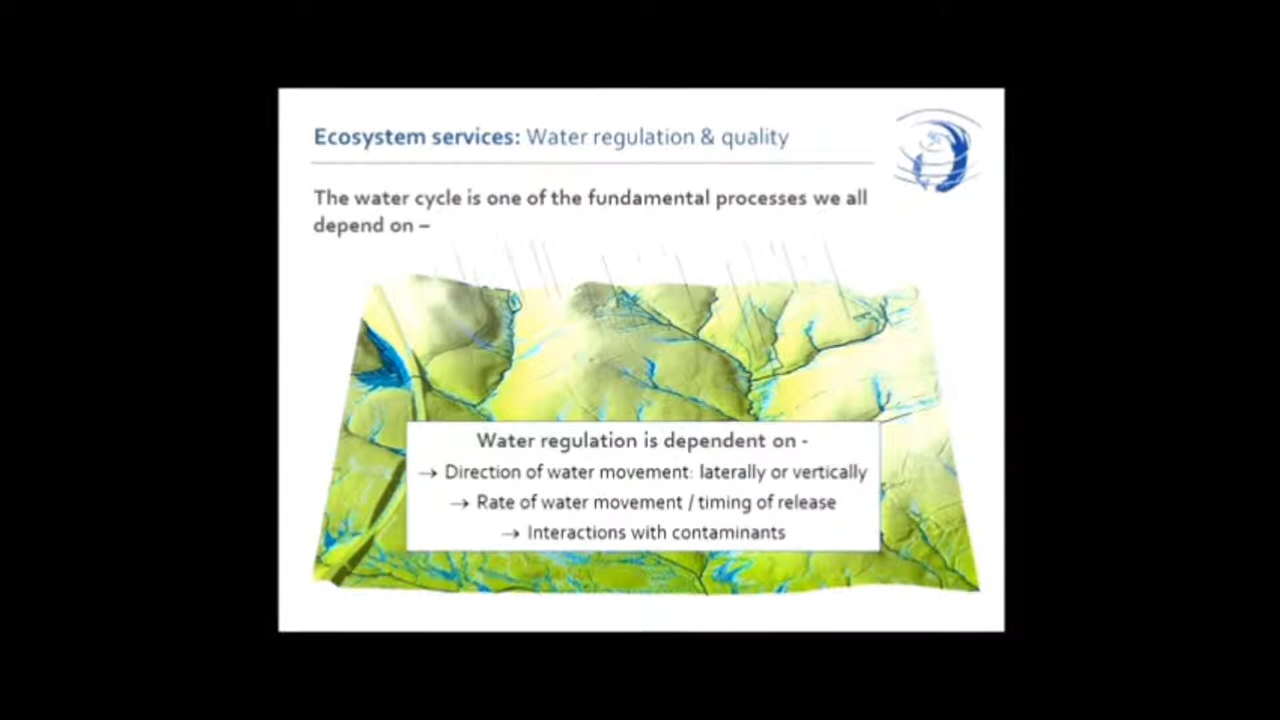 Ecosystem services: Water regulation & quality
The water cycle is one of the fundamental processes we all
depend on –
Water regulation is dependent on -
→ Direction of water movement: laterally or vertically
→ Rate of water movement / timing of release
→ Interactions with contaminants